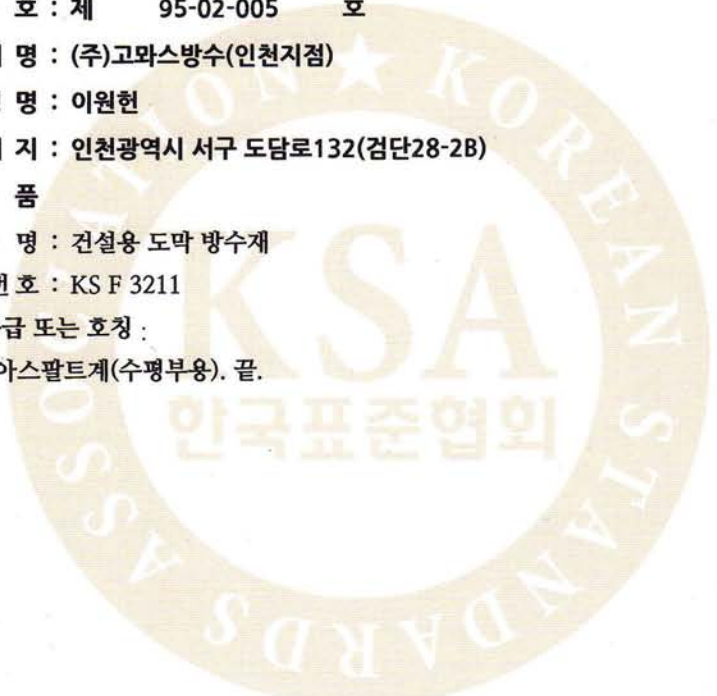 호 : 제 95-02-005 호
명 : (주)고뫄스방수(인천지점)
명 : 이원헌
지 : 인천광역시 서구 도담로132(검단28-2B)
품
명 : 건설용 도막 방수재
번 호 : KS F 3211
급 또는 호칭 :
아스팔트계(수평부용). 끝.
KOREAN STANDARDS ASSOCIATION
KSA
한국표준협회